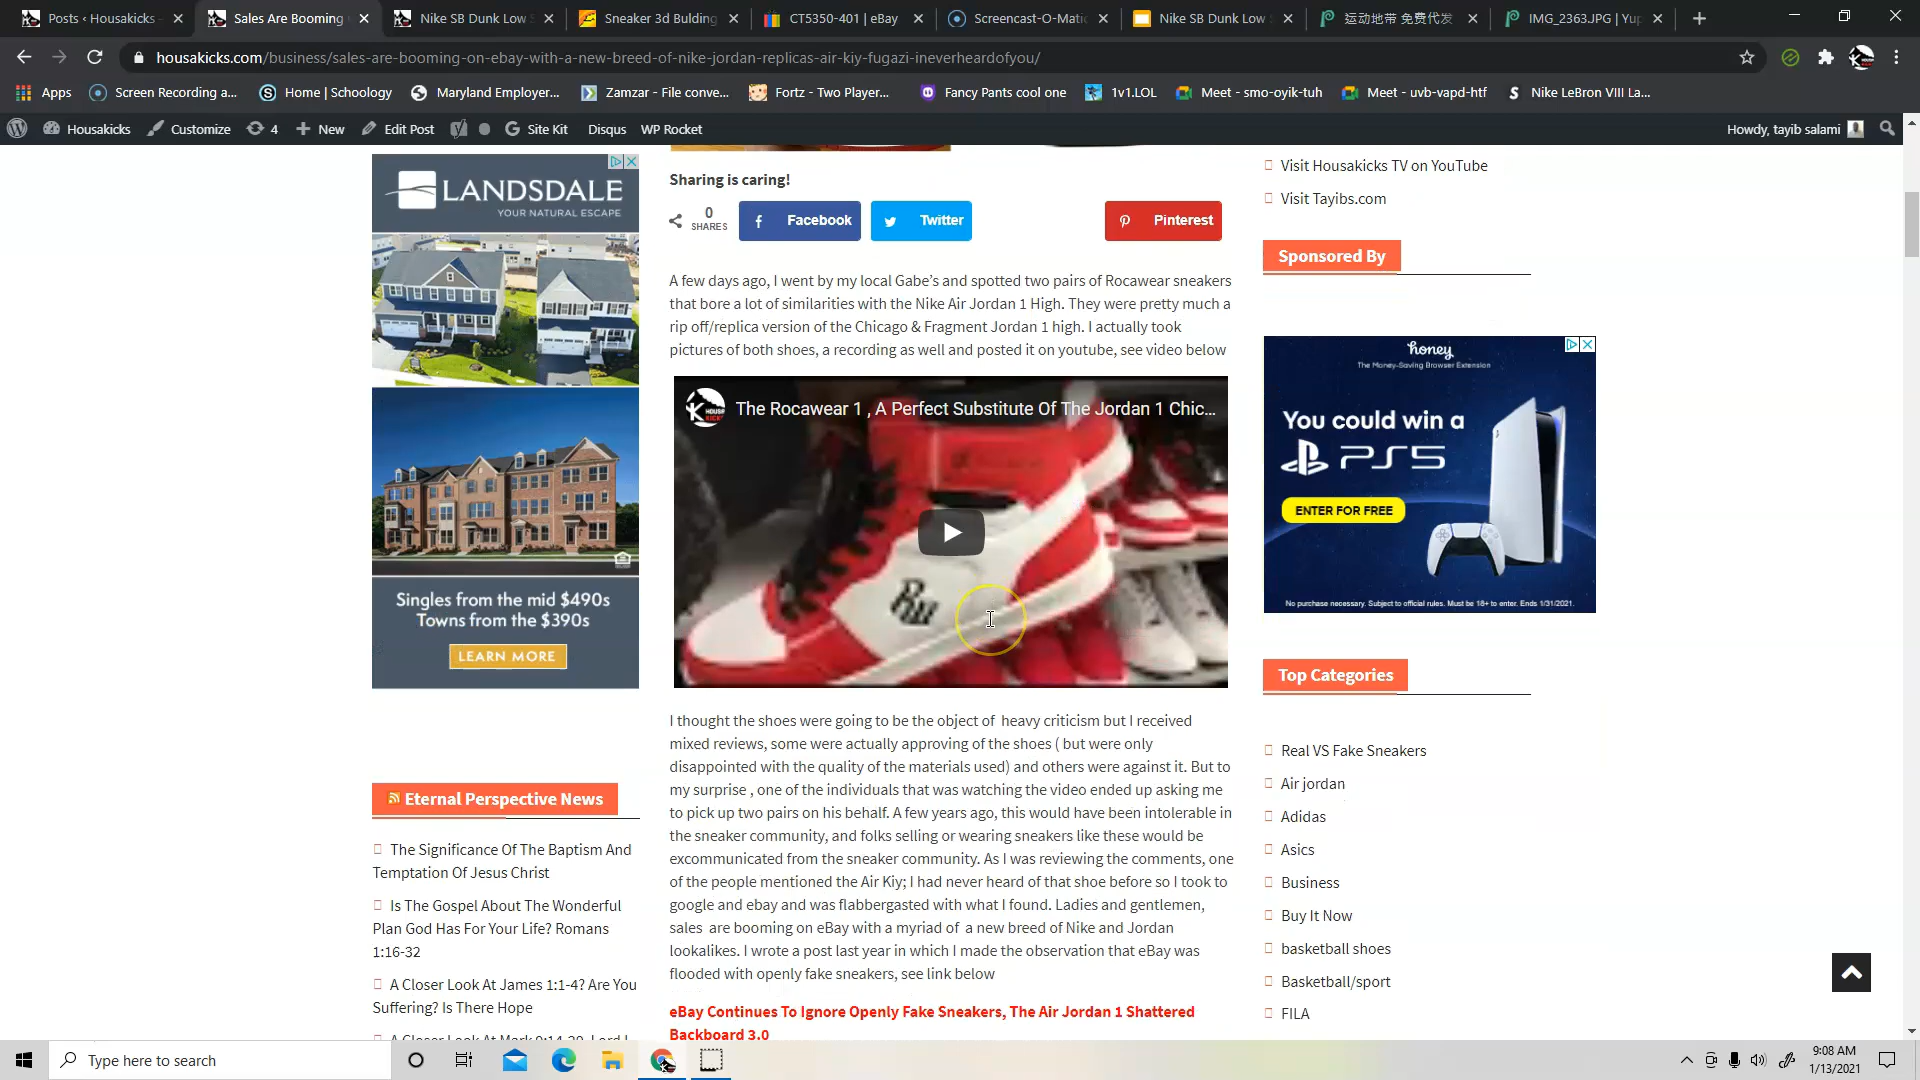 Posts ‹ Housakicks
Sales Are Booming
Nike SB Dunk Low
Sneaker 3d Bulding
CT5350-401 | eBay
Screencast-O-Matic
Nike SB Dunk Low
运动地带 免费代发
IMG_2363.JPG | Yup
housakicks.com/business/sales-are-booming-on-ebay-with-a-new-breed-of-nike-jordan-replicas-air-kiy-fugazi-ineverheardofyou/
Apps
Screen Recording a...
Home | Schoology
Maryland Employer...
Zamzar - File conve...
Fortz - Two Player...
Fancy Pants cool one
1v1.LOL
Meet - smo-oyik-tuh
Meet - uvb-vapd-htf
Nike LeBron VIII La...
Housakicks
Customize
4
New
Edit Post
Site Kit
Disqus
WP Rocket
Howdy, tayib salami
LANDSDALE
YOUR NATURAL ESCAPE
Singles from the mid $490s
Towns from the $390s
LEARN MORE
Eternal Perspective News
The Significance Of The Baptism And
Temptation Of Jesus Christ
Is The Gospel About The Wonderful
Plan God Has For Your Life? Romans
1:16-32
A Closer Look At James 1:1-4? Are You
Suffering? Is There Hope
Sharing is caring!
0
SHARES
Facebook
Twitter
Pinterest
A few days ago, I went by my local Gabe's and spotted two pairs of Rocawear sneakers
that bore a lot of similarities with the Nike Air Jordan 1 High. They were pretty much a
rip off/replica version of the Chicago & Fragment Jordan 1 high. I actually took
pictures of both shoes, a recording as well and posted it on youtube, see video below
The Rocawear 1 , A Perfect Substitute Of The Jordan 1 Chic...
Rw
I thought the shoes were going to be the object of heavy criticism but I received
mixed reviews, some were actually approving of the shoes ( but were only
disappointed with the quality of the materials used) and others were against it. But to
my surprise , one of the individuals that was watching the video ended up asking me
to pick up two pairs on his behalf. A few years ago, this would have been intolerable in
the sneaker community, and folks selling or wearing sneakers like these would be
excommunicated from the sneaker community. As I was reviewing the comments, one
of the people mentioned the Air Kiy; I had never heard of that shoe before so I took to
google and ebay and was flabbergasted with what I found. Ladies and gentlemen,
sales are booming on eBay with a myriad of a new breed of Nike and Jordan
lookalikes. I wrote a post last year in which I made the observation that eBay was
flooded with openly fake sneakers, see link below
eBay Continues To Ignore Openly Fake Sneakers, The Air Jordan 1 Shattered
Backboard 3.0
Visit Housakicks TV on YouTube
Visit Tayibs.com
Sponsored By
honey
The Money-Saving Browser Extension
You could win a
PS5
ENTER FOR FREE
No purchase necessary. Subject to official rules. Must be 18+ to enter. Ends 1/31/2021.
Top Categories
Real VS Fake Sneakers
Air jordan
Adidas
Asics
Business
Buy It Now
basketball shoes
Basketball/sport
FILA
Type here to search
9:08 AM
1/13/2021